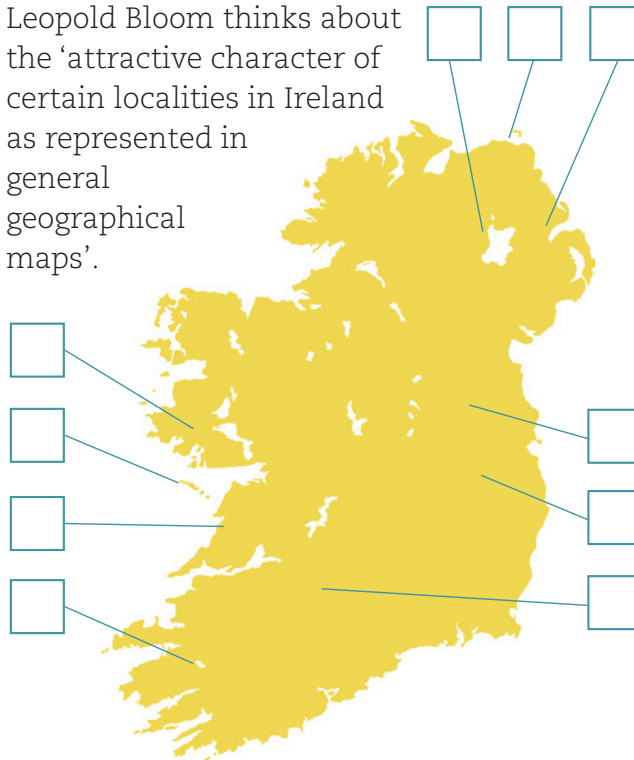 Leopold Bloom thinks about
the ‘attractive character of
certain localities in Ireland
as represented in
general
geographical
maps’.